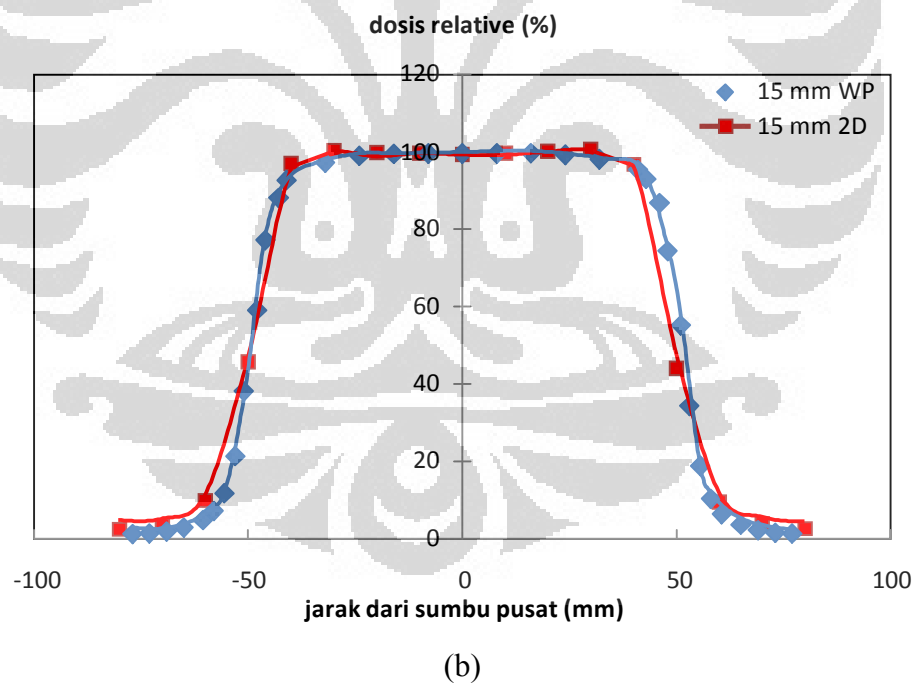 dosis relative (%)
120
15 mm WP
15 mm 2D
100
80
60
40
20
0
-100 -50 0 50 100
jarak dari sumbu pusat (mm)
(b)